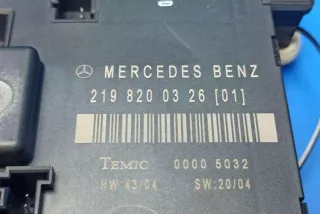 MERCEDES BENZ
219 820 03 26 [01]
TEMIC 0000 5032
HW:43/04 SW:20/04